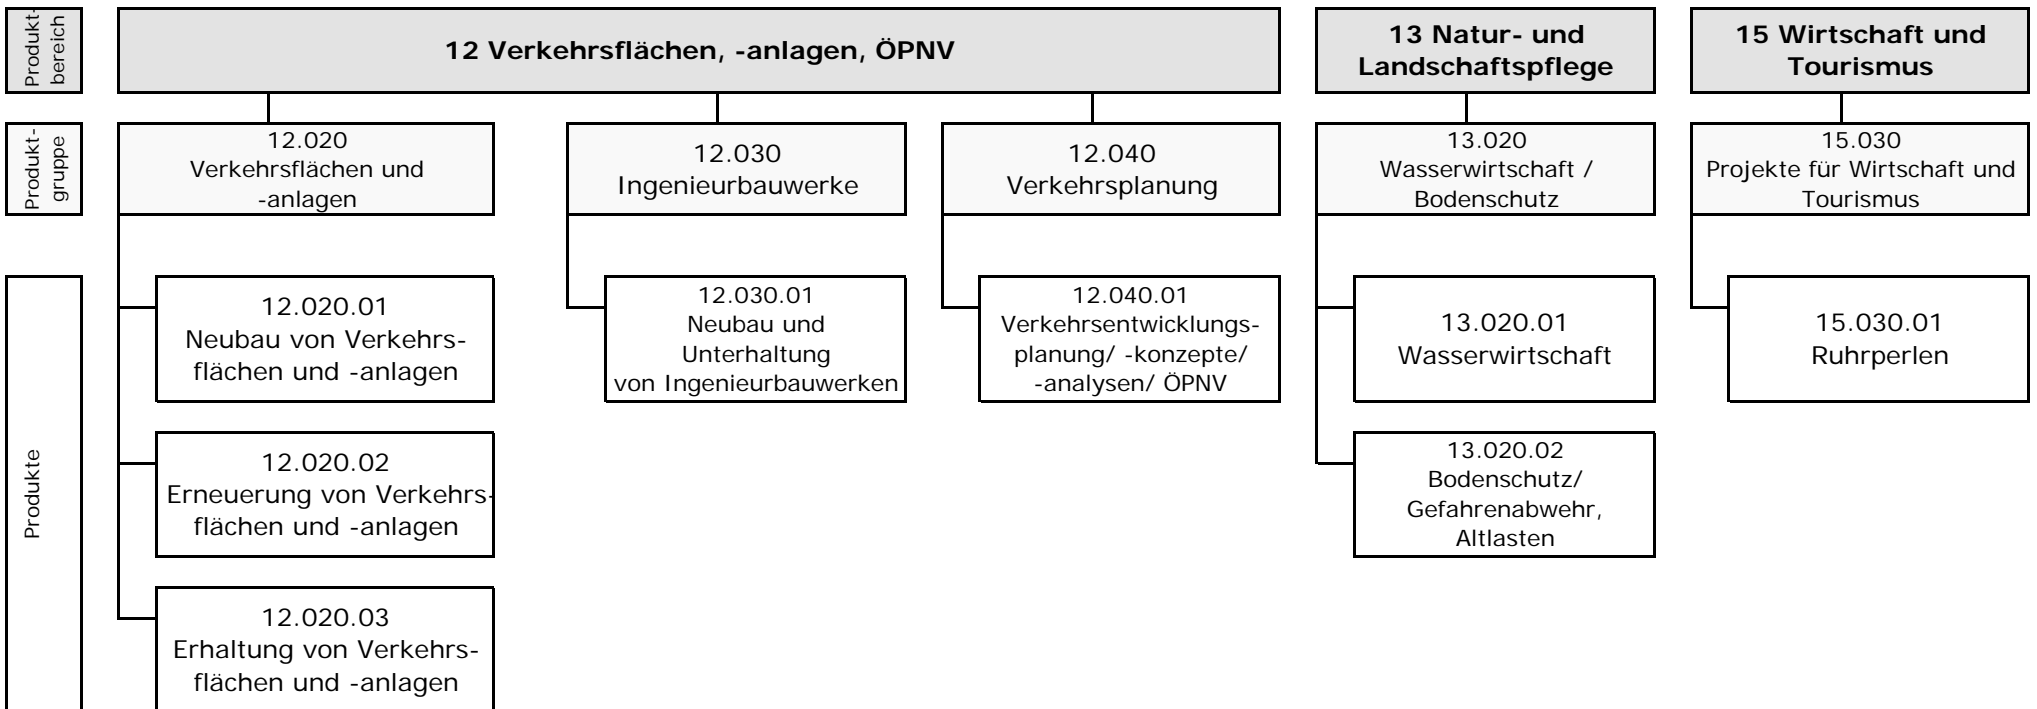 Produkt-
bereich
12 Verkehrsflächen, -anlagen, ÖPNV
13 Natur- und
Landschaftspflege
15 Wirtschaft und
Tourismus
Produkt-
gruppe
12.020
Verkehrsflächen und
-anlagen
12.030
Ingenieurbauwerke
12.040
Verkehrsplanung
13.020
Wasserwirtschaft /
Bodenschutz
15.030
Projekte für Wirtschaft und
Tourismus
Produkte
12.020.01
Neubau von Verkehrs-
flächen und -anlagen
12.030.01
Neubau und
Unterhaltung
von Ingenieurbauwerken
12.040.01
Verkehrsentwicklungs-
planung/ -konzepte/
-analysen/ ÖPNV
13.020.01
Wasserwirtschaft
15.030.01
Ruhrperlen
12.020.02
Erneuerung von Verkehrs-
flächen und -anlagen
13.020.02
Bodenschutz/
Gefahrenabwehr,
Altlasten
12.020.03
Erhaltung von Verkehrs-
flächen und -anlagen